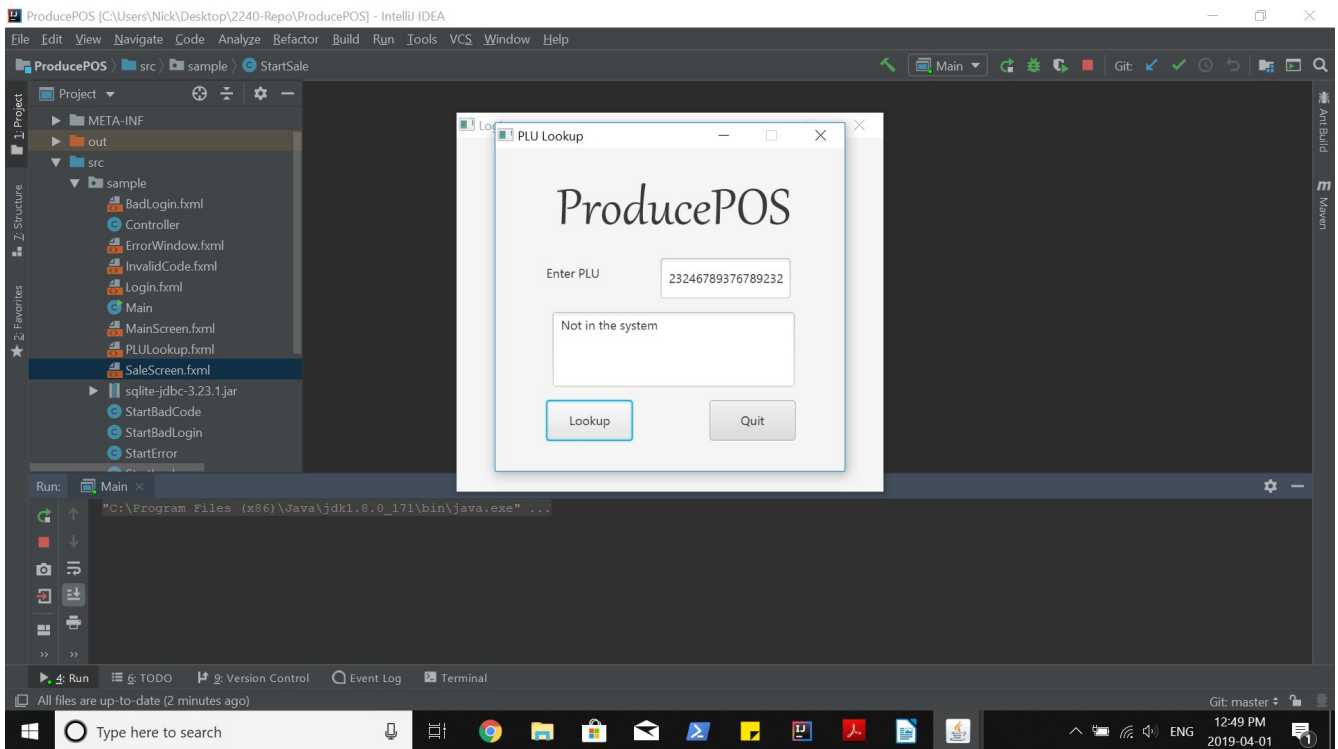 ProducePOS [C:\Users\Nick\Desktop\2240-Repo\ProducePOS] - IntelliJ IDEA
File Edit View Navigate Code Analyze Refactor Build Run Tools VCS Window Help
ProducePOS src sample StartSale
Main
Git:
1: Project
Z: Structure
2: Favorites
Project
META-INF
out
src
sample
BadLogin.fxml
Controller
ErrorWindow.fxml
InvalidCode.fxml
Login.fxml
Main
MainScreen.fxml
PLULookup.fxml
SaleScreen.fxml
sqlite-jdbc-3.23.1.jar
StartBadCode
StartBadLogin
StartError
PLU Lookup
ProducePOS
Enter PLU
23246789376789232
Not in the system
Lookup
Quit
Ant Build
m Maven
Run: Main
"C:\Program Files (x86)\Java\jdk1.8.0_171\bin\java.exe" ...
4: Run 6: TODO 9: Version Control Event Log Terminal
All files are up-to-date (2 minutes ago)
Git: master
Type here to search
ENG
12:49 PM
2019-04-01
1